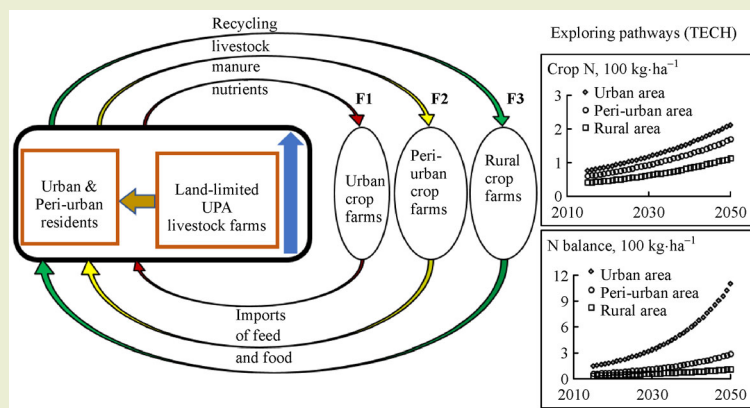 Recycling
livestock
manure
nutrients
F1
F2
F3
Urban &
Peri-urban
residents
Land-limited
UPA
livestock farms
Urban
crop
farms
Peri-
urban
crop
farms
Rural
crop
farms
Imports
of feed
and food
Exploring pathways (TECH)
Crop N, 100 kg·ha⁻¹
Urban area
Peri-urban area
Rural area
3
2
1
0
2010
2030
2050
N balance, 100 kg·ha⁻¹
Urban area
Peri-urban area
Rural area
12
9
6
3
0
2010
2030
2050